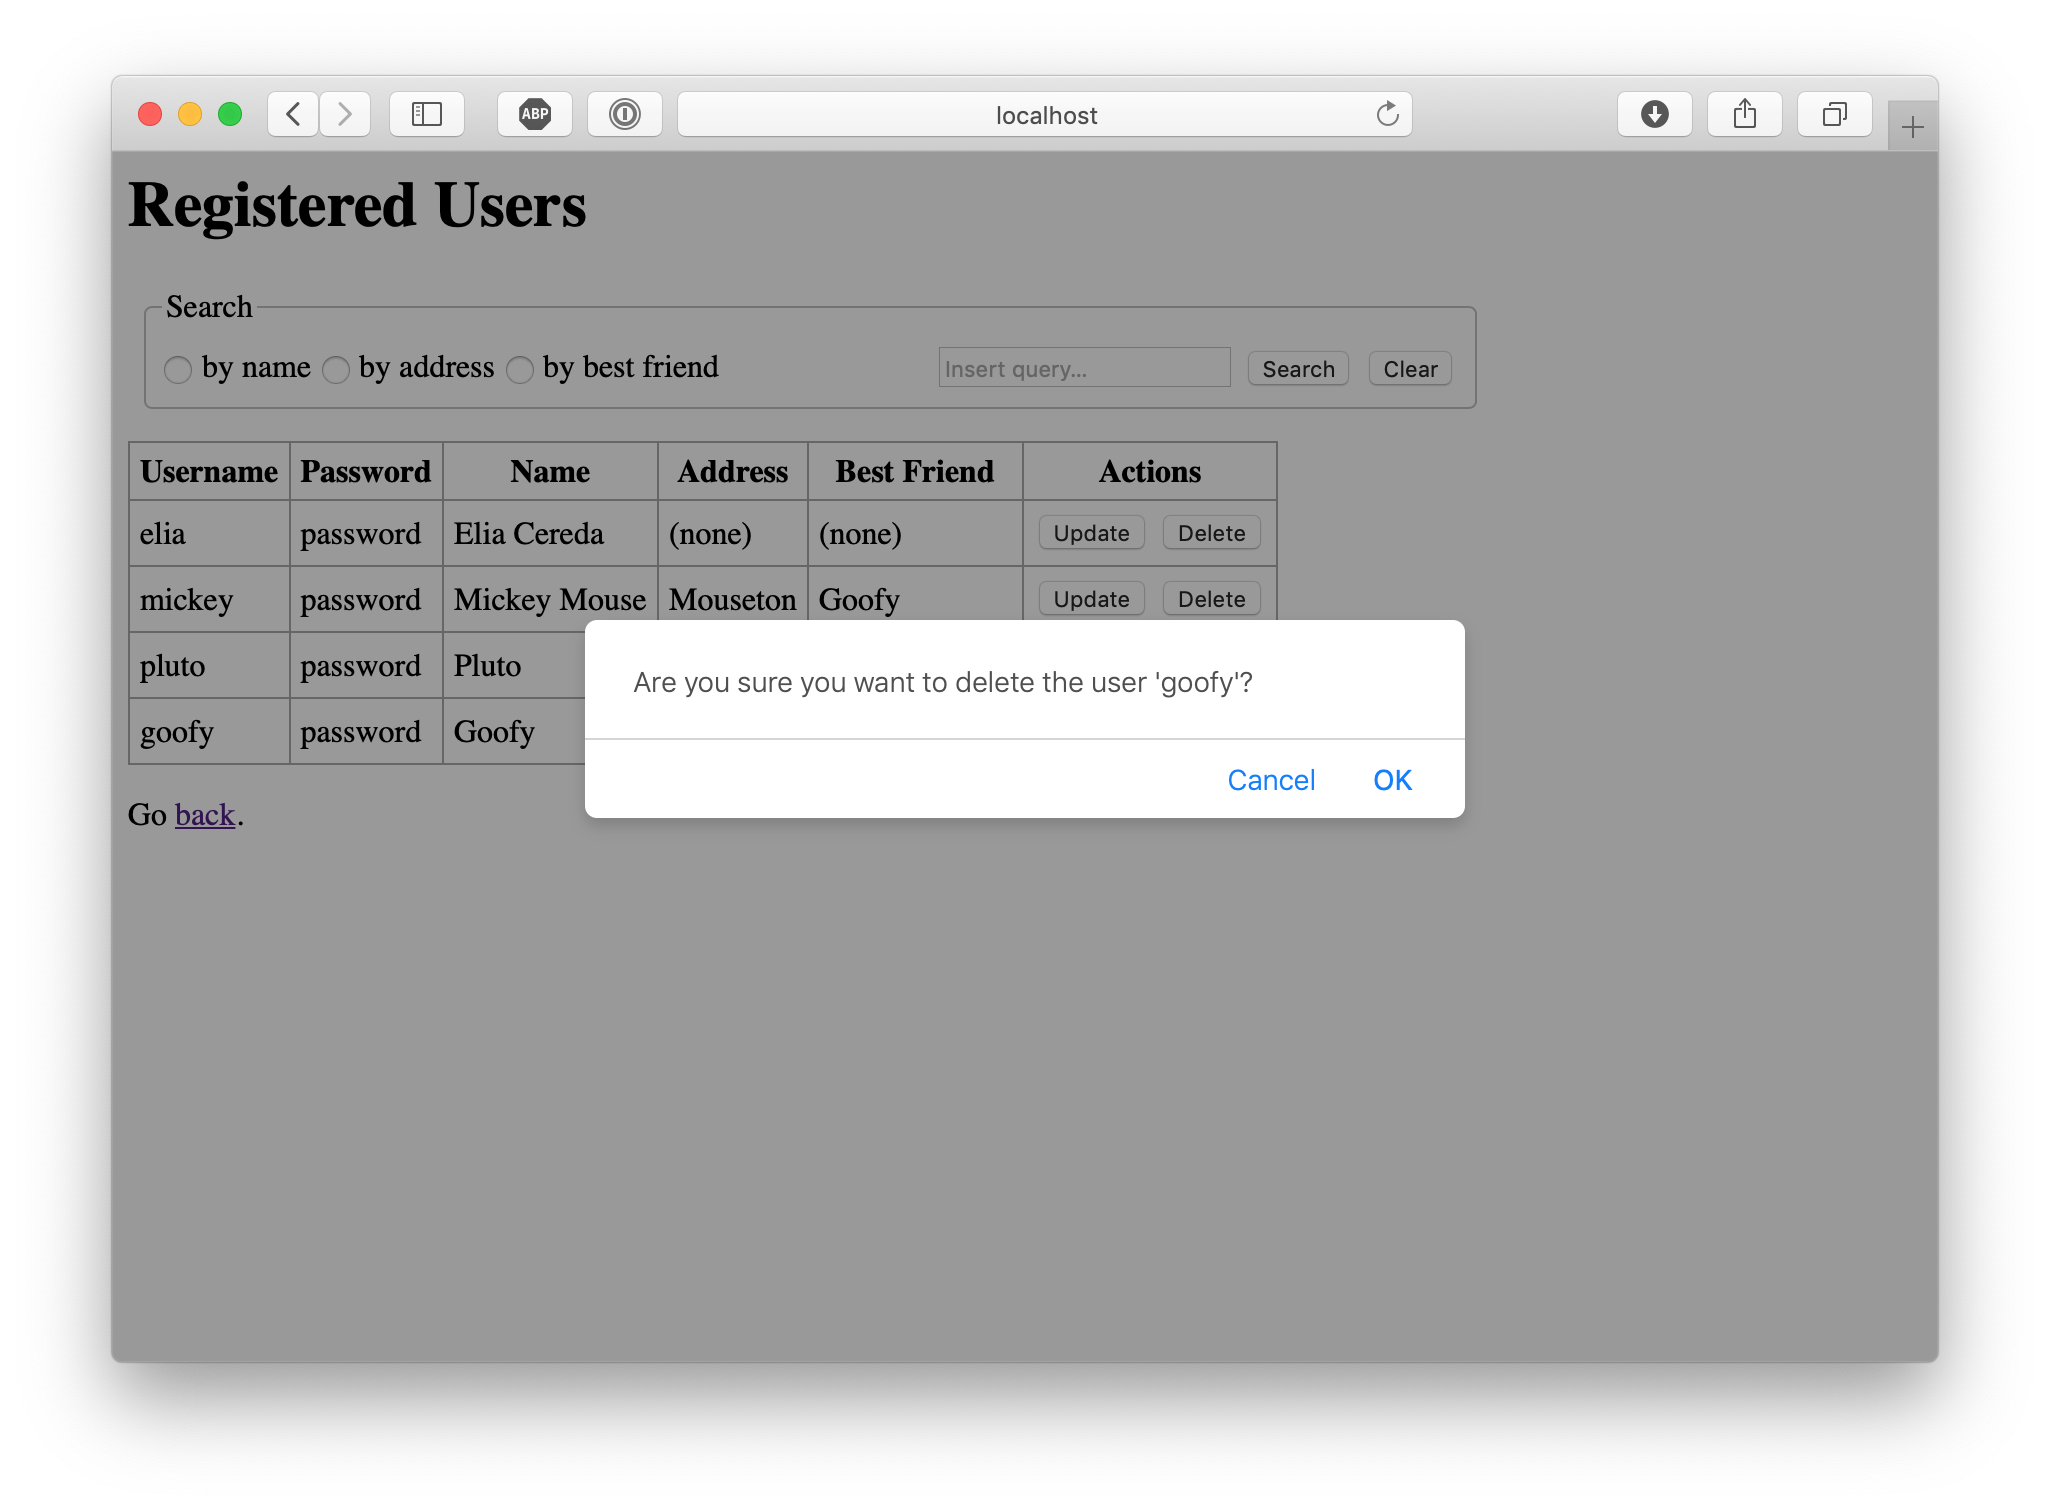 ABP localhost
Registered Users
Search
by name by address by best friend Insert query... Search Clear
Username Password Name Address Best Friend Actions
elia password Elia Cereda (none) (none) Update Delete
mickey password Mickey Mouse Mouseton Goofy Update Delete
pluto password Pluto
Are you sure you want to delete the user 'goofy'?
goofy password Goofy
Cancel OK
Go back.